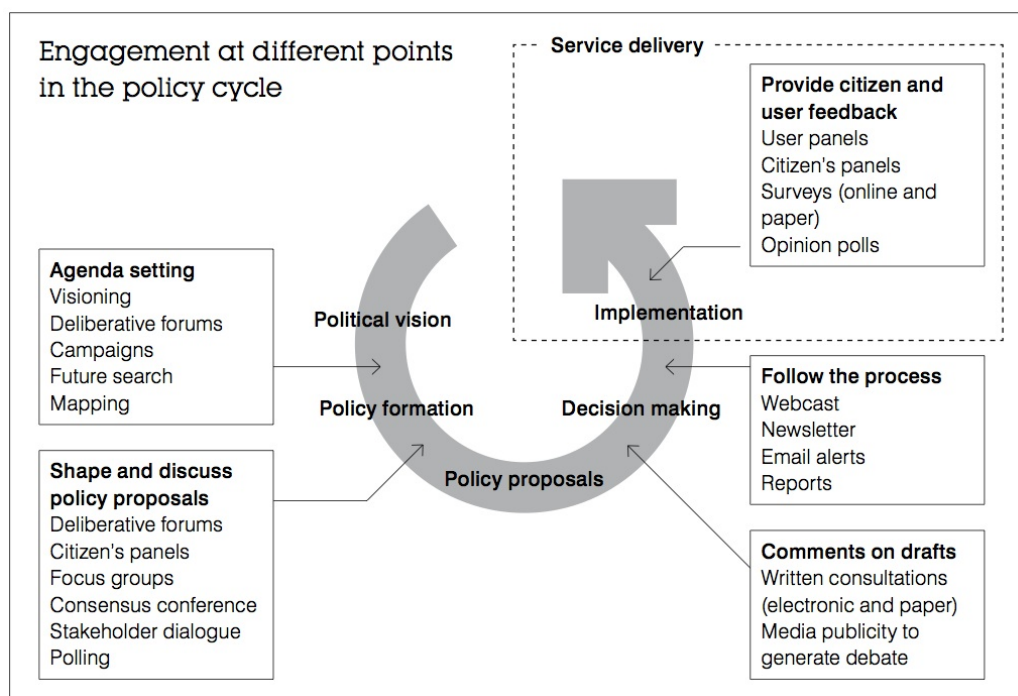 Engagement at different points
in the policy cycle
Service delivery
Provide citizen and
user feedback
User panels
Citizen's panels
Surveys (online and
paper)
Opinion polls
Agenda setting
Visioning
Deliberative forums
Campaigns
Future search
Mapping
Political vision
Implementation
Policy formation
Decision making
Policy proposals
Follow the process
Webcast
Newsletter
Email alerts
Reports
Shape and discuss
policy proposals
Deliberative forums
Citizen's panels
Focus groups
Consensus conference
Stakeholder dialogue
Polling
Comments on drafts
Written consultations
(electronic and paper)
Media publicity to
generate debate